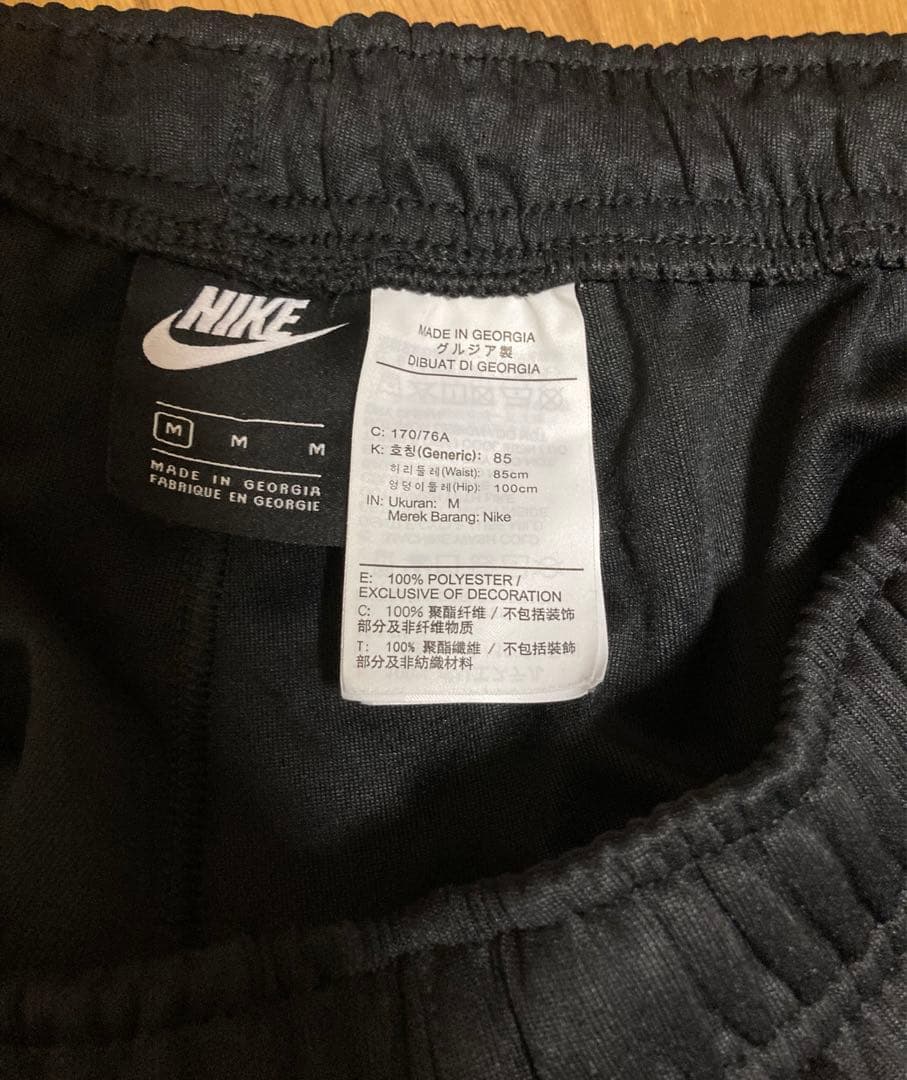 NIKE
M M M
MADE IN GEORGIA
FABRIQUE EN GEORGIE
MADE IN GEORGIA
グルジア製
DIBUAT DI GEORGIA
C: 170/76A
K: 호칭(Generic): 85
허리둘레(Waist): 85cm
엉덩이둘레(Hip): 100cm
IN: Ukuran: M
Merek Barang: Nike
E: 100% POLYESTER /
EXCLUSIVE OF DECORATION
C: 100% 聚酯纤维 / 不包括装饰
部分及非纤维物质
T: 100% 聚酯纖維 / 不包括裝飾
部分及非紡織材料